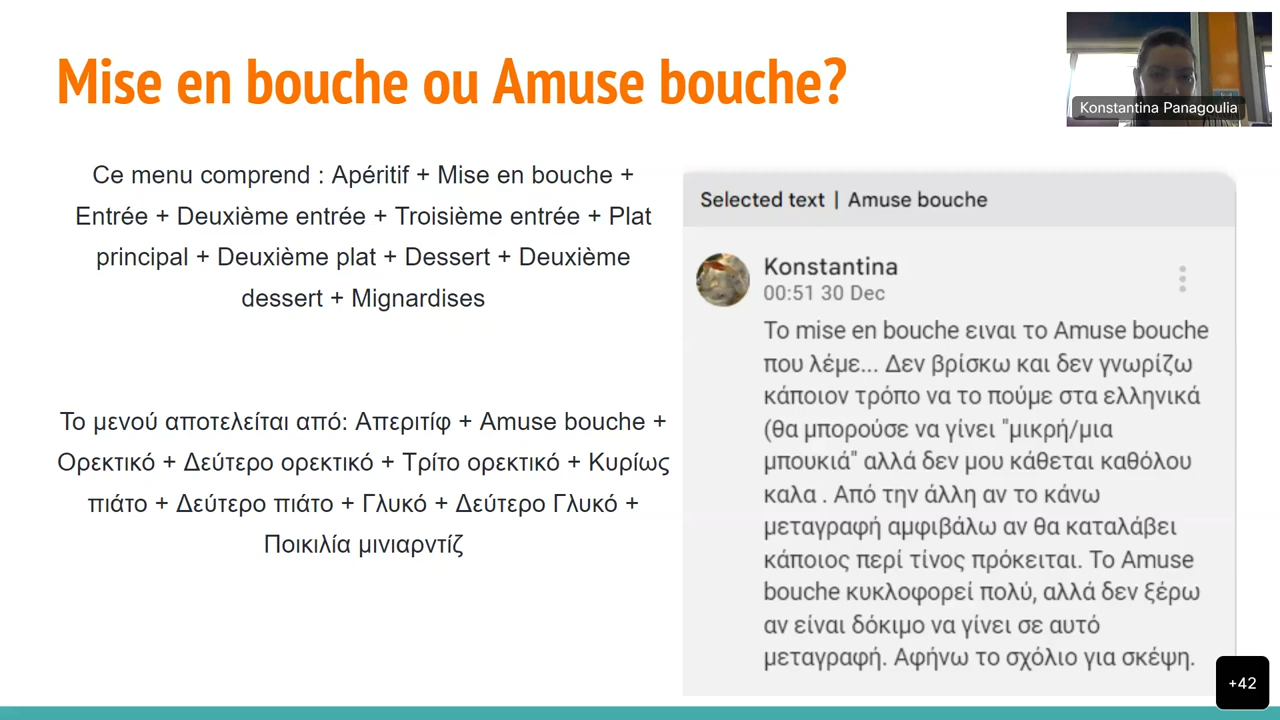 Mise en bouche ou Amuse bouche?
Konstantina Panagoulia
Ce menu comprend : Apéritif + Mise en bouche +
Entrée + Deuxième entrée + Troisième entrée + Plat
principal + Deuxième plat + Dessert + Deuxième
dessert + Mignardises
Το μενού αποτελείται από: Απεριτίφ + Amuse bouche +
Ορεκτικό + Δεύτερο ορεκτικό + Τρίτο ορεκτικό + Κυρίως
πιάτο + Δεύτερο πιάτο + Γλυκό + Δεύτερο Γλυκό +
Ποικιλία μινιαρντίζ
Selected text | Amuse bouche
Konstantina
00:51 30 Dec
Το mise en bouche ειναι το Amuse bouche
που λέμε... Δεν βρίσκω και δεν γνωρίζω
κάποιον τρόπο να το πούμε στα ελληνικά
(θα μπορούσε να γίνει "μικρή/μια
μπουκιά" αλλά δεν μου κάθεται καθόλου
καλα . Από την άλλη αν το κάνω
μεταγραφή αμφιβάλω αν θα καταλάβει
κάποιος περί τίνος πρόκειται. Το Amuse
bouche κυκλοφορεί πολύ, αλλά δεν ξέρω
αν είναι δόκιμο να γίνει σε αυτό
μεταγραφή. Αφήνω το σχόλιο για σκέψη.
+42